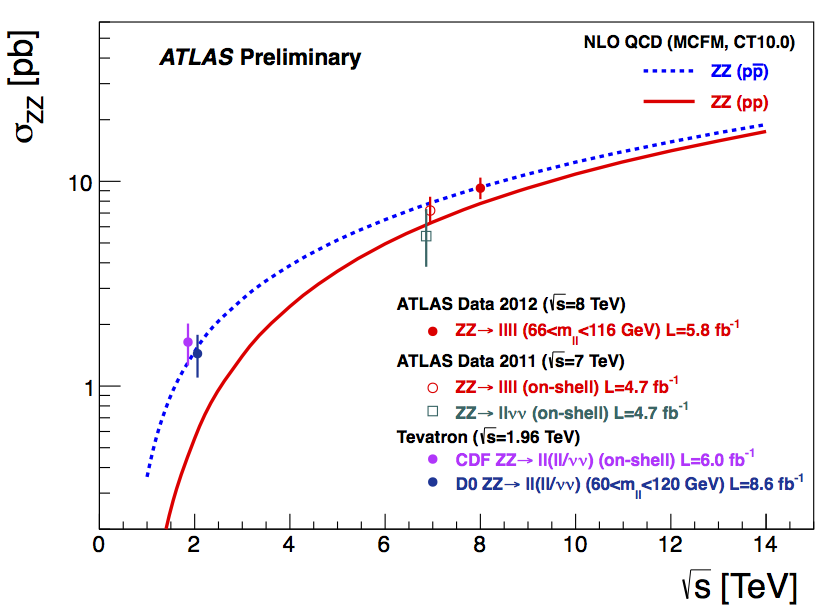 σZZ [pb]
ATLAS Preliminary
NLO QCD (MCFM, CT10.0)
ZZ (pp̅)
ZZ (pp)
10
1
ATLAS Data 2012 (√s=8 TeV)
ZZ→ llll (66<mll<116 GeV) L=5.8 fb-1
ATLAS Data 2011 (√s=7 TeV)
ZZ→ llll (on-shell) L=4.7 fb-1
ZZ→ llνν (on-shell) L=4.7 fb-1
Tevatron (√s=1.96 TeV)
CDF ZZ→ ll(ll/νν) (on-shell) L=6.0 fb-1
D0 ZZ→ ll(ll/νν) (60<mll<120 GeV) L=8.6 fb-1
0 2 4 6 8 10 12 14
√s [TeV]